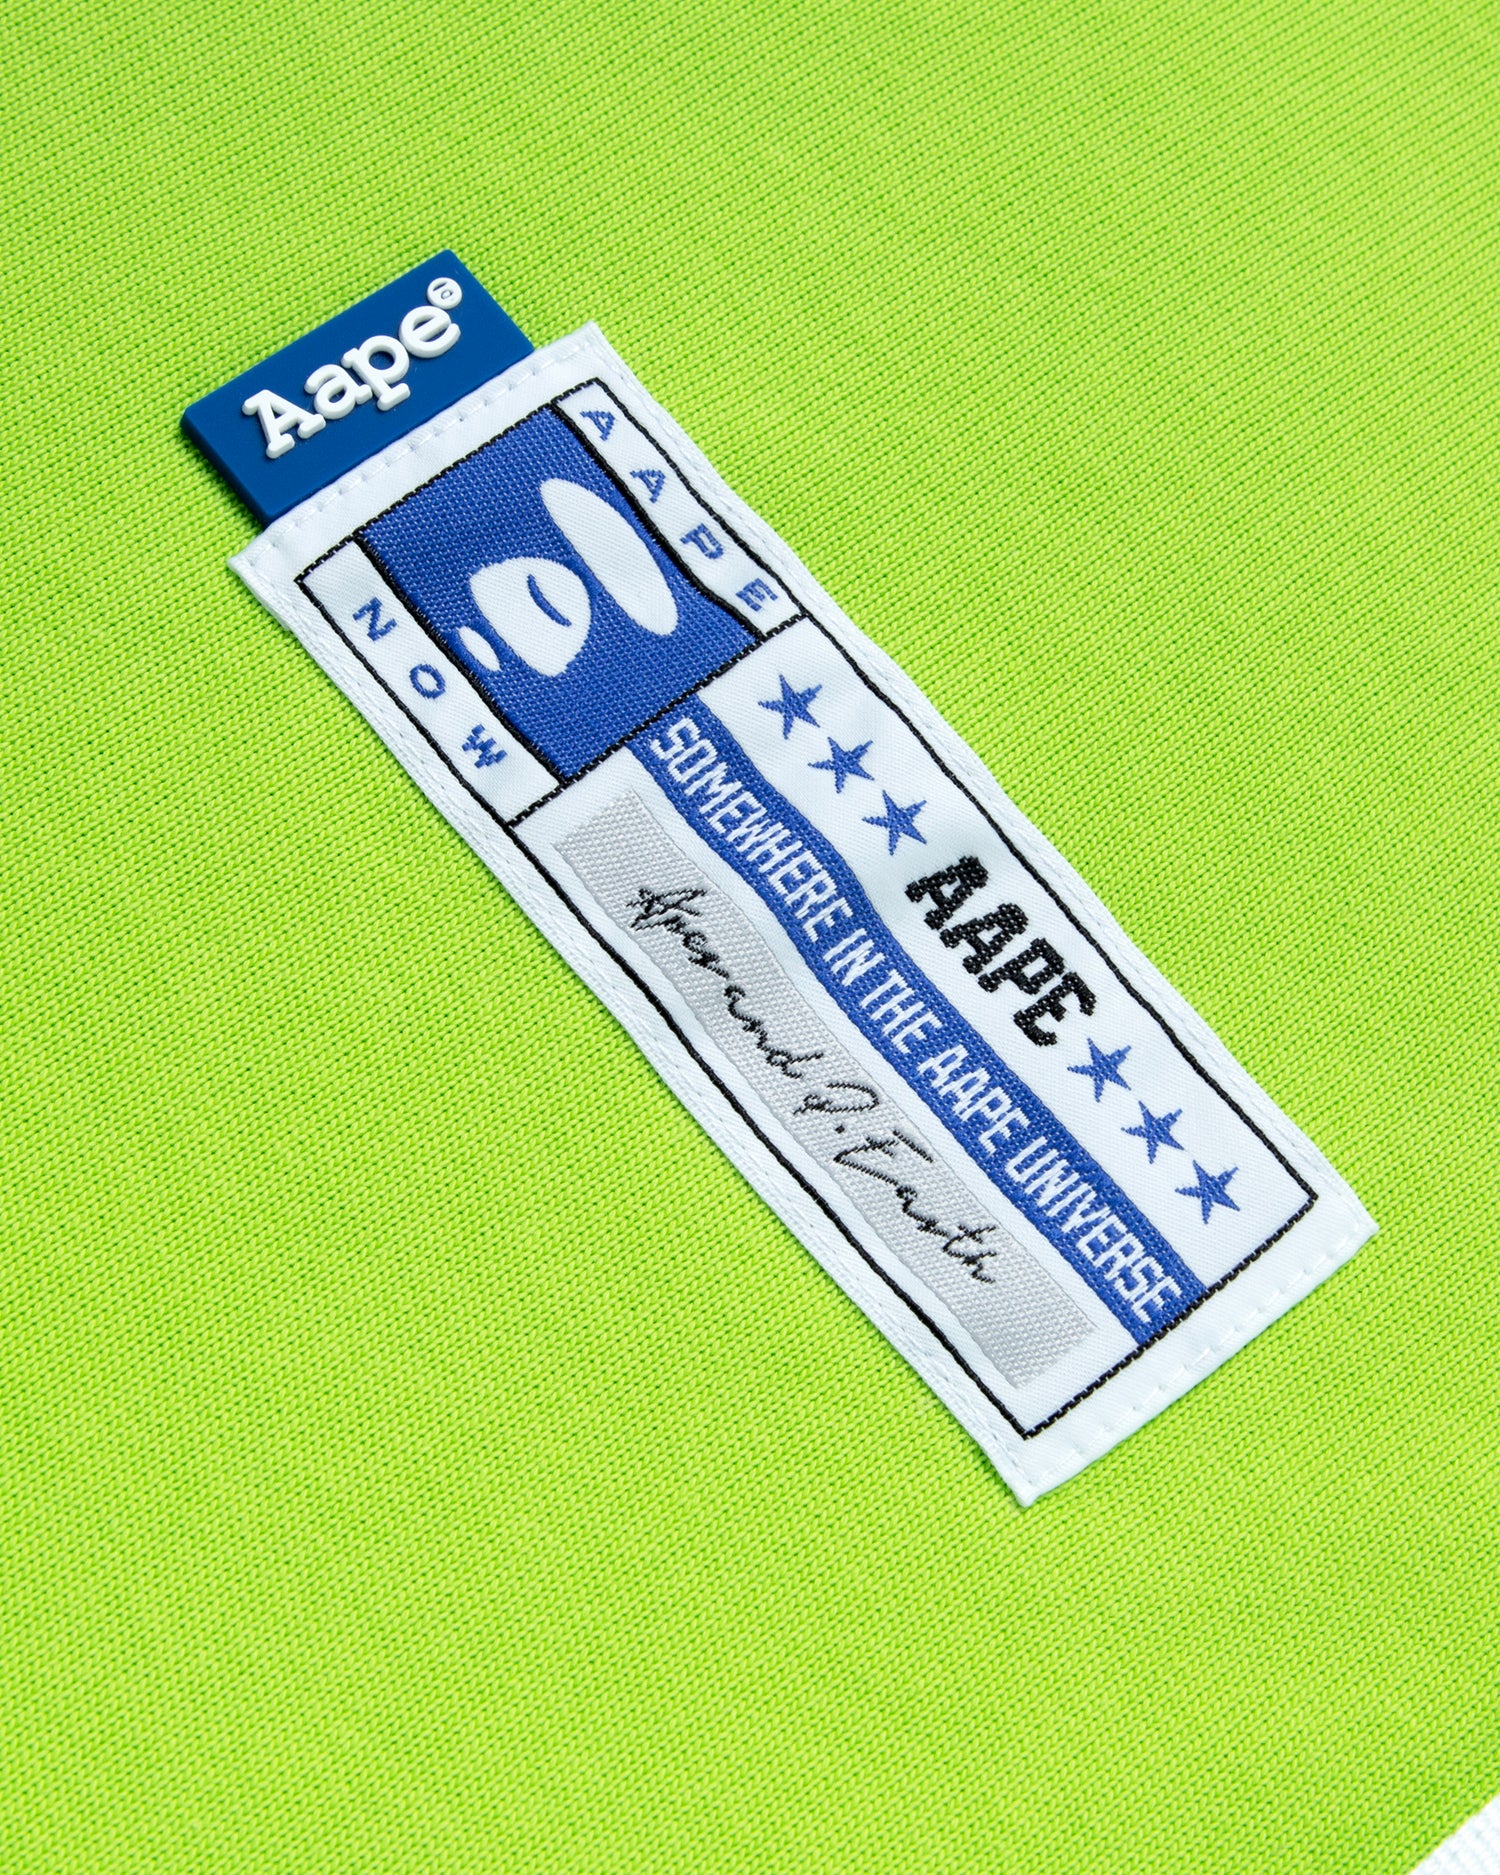 Aape
AAPE
NOW
★★★ AAPE ★★★
SOMEWHERE IN THE AAPE UNIVERSE